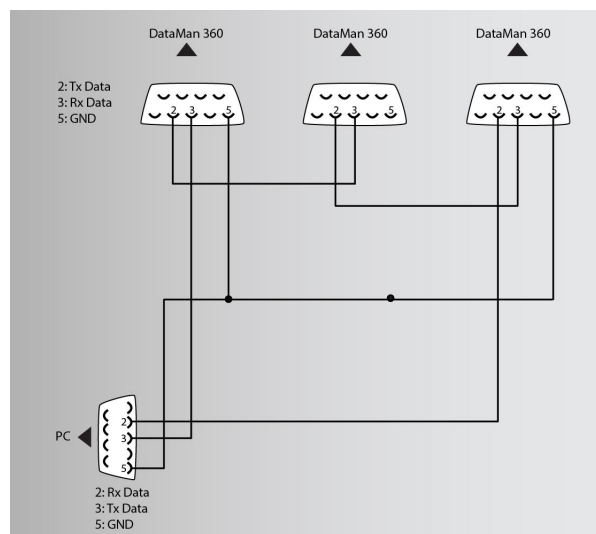 DataMan 360 DataMan 360 DataMan 360
2: Tx Data
3: Rx Data
5: GND
2 3 5 2 3 5 2 3 5
2
PC 3
5
2: Rx Data
3: Tx Data
5: GND